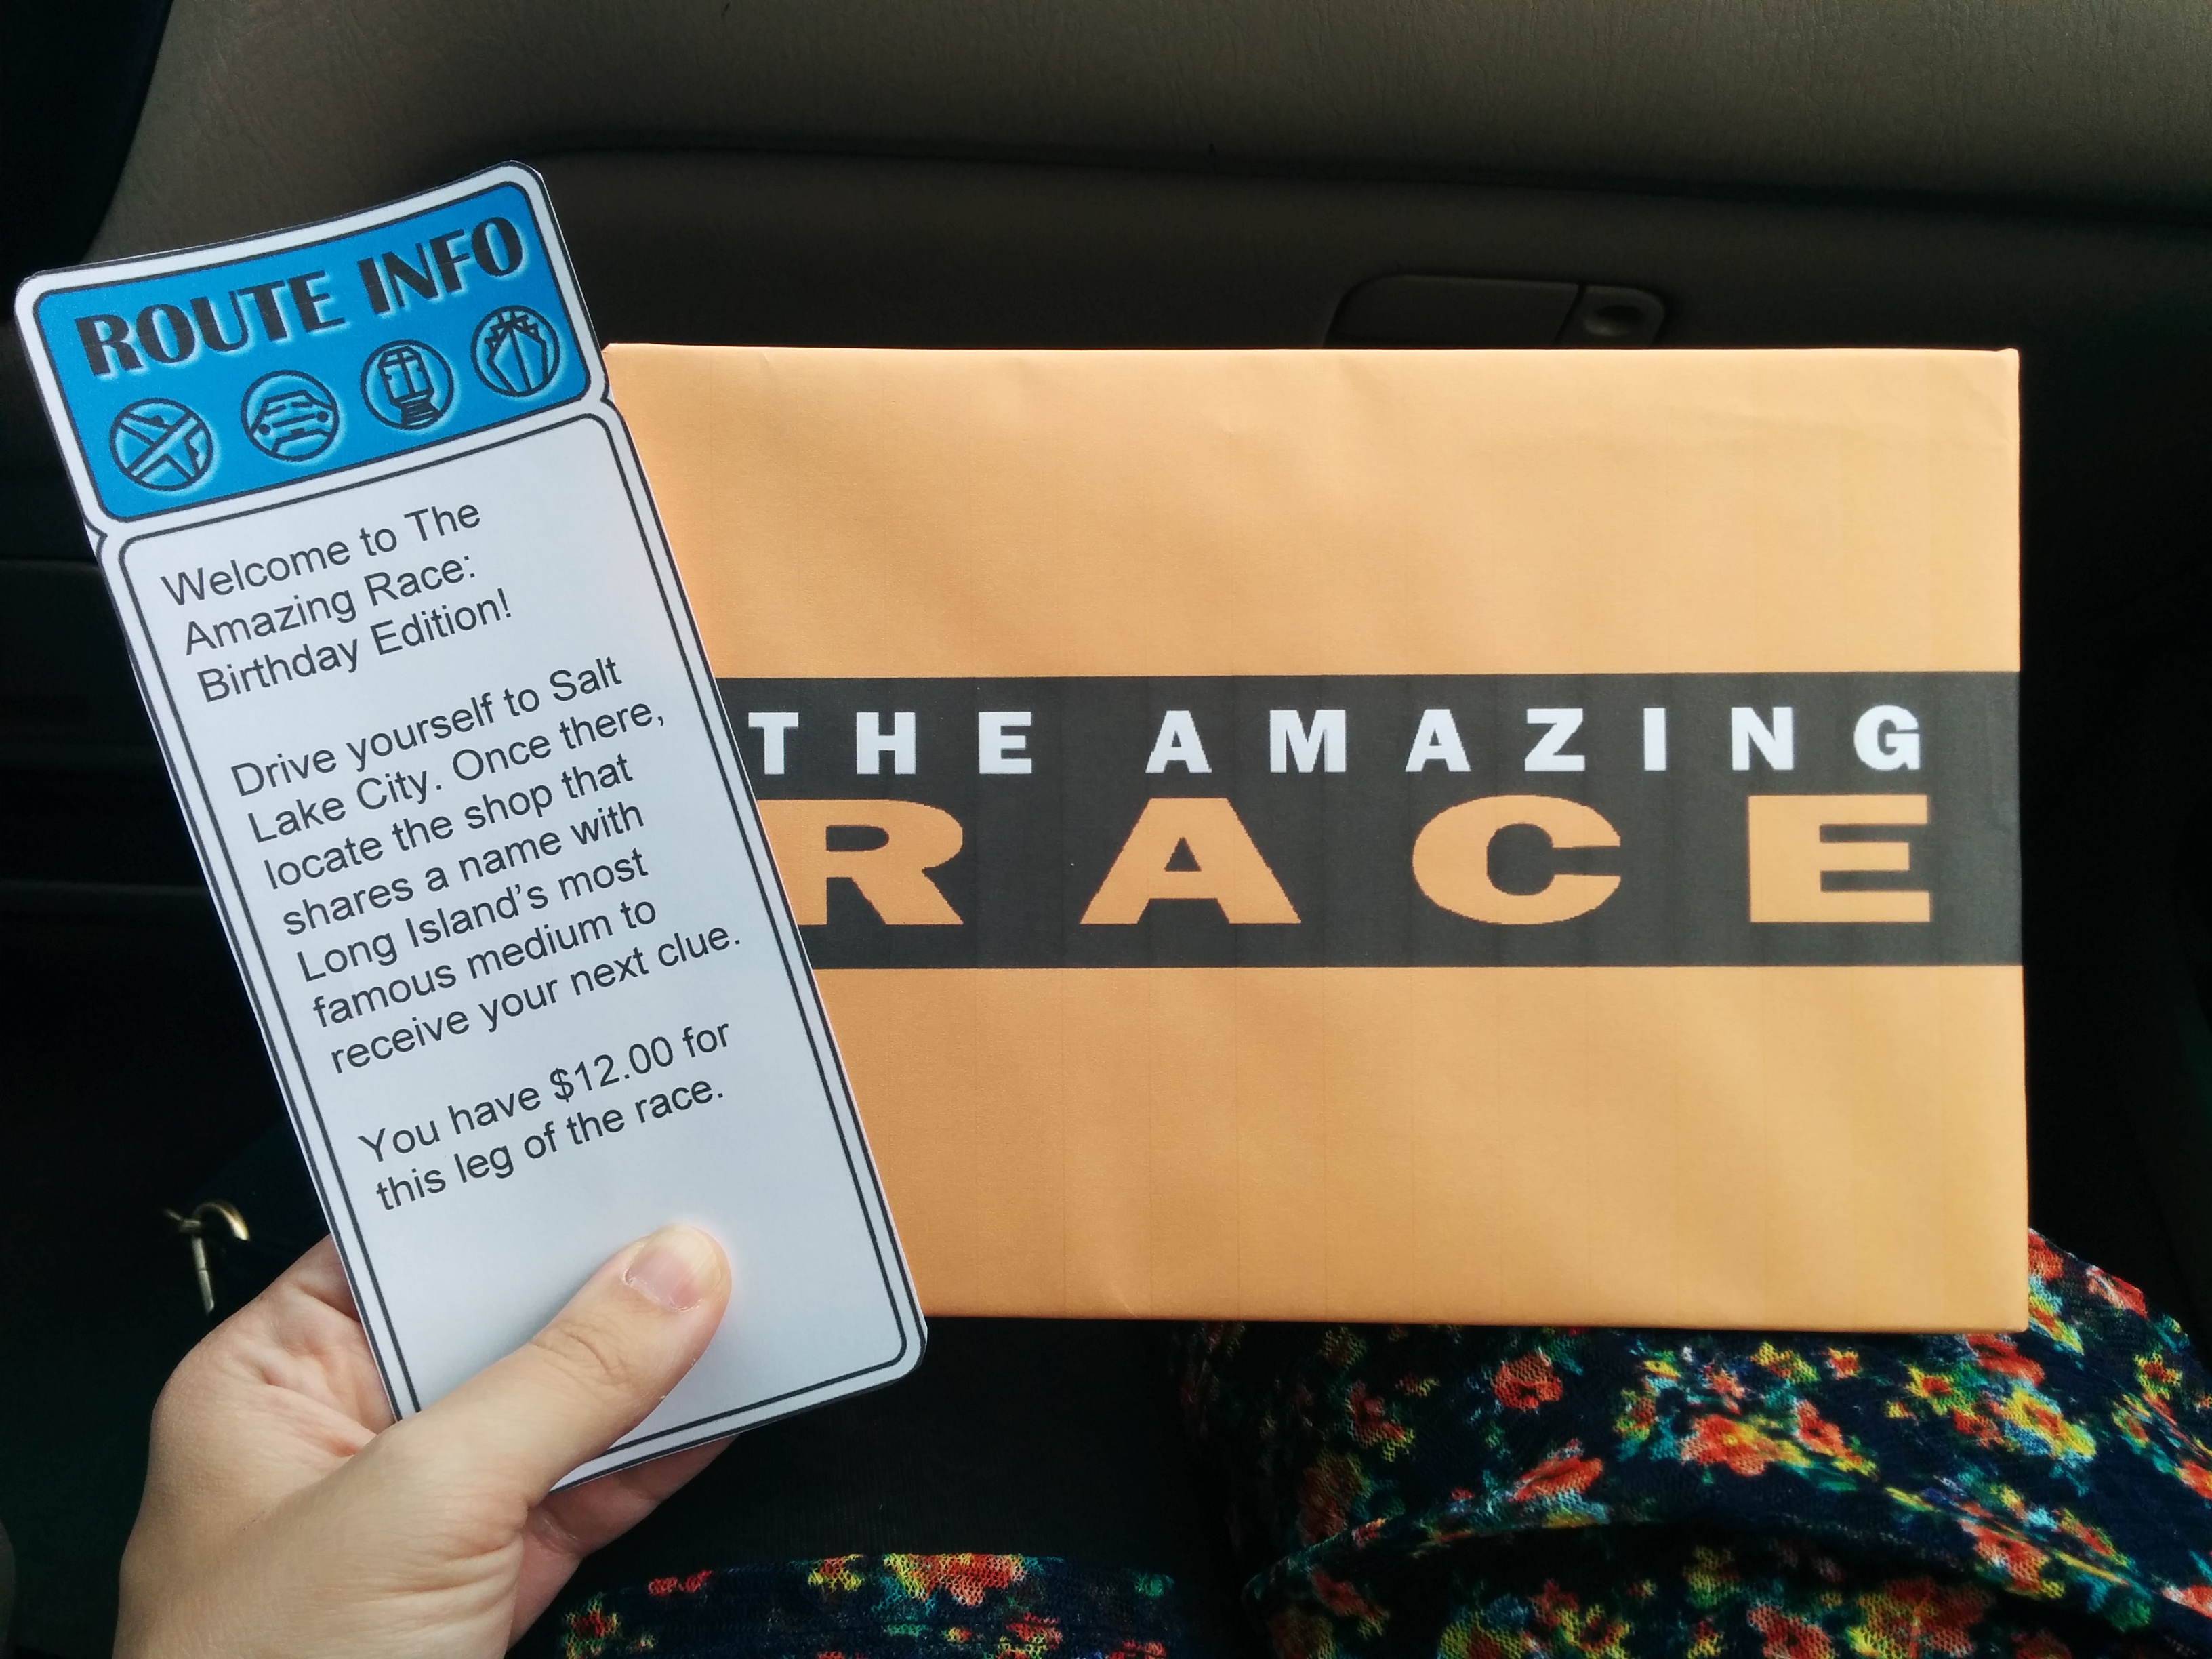 ROUTE INFO
Welcome to The
Amazing Race:
Birthday Edition!
Drive yourself to Salt
Lake City. Once there,
locate the shop that
shares a name with
Long Island's most
famous medium to
receive your next clue.
You have $12.00 for
this leg of the race.
THE AMAZING
RACE